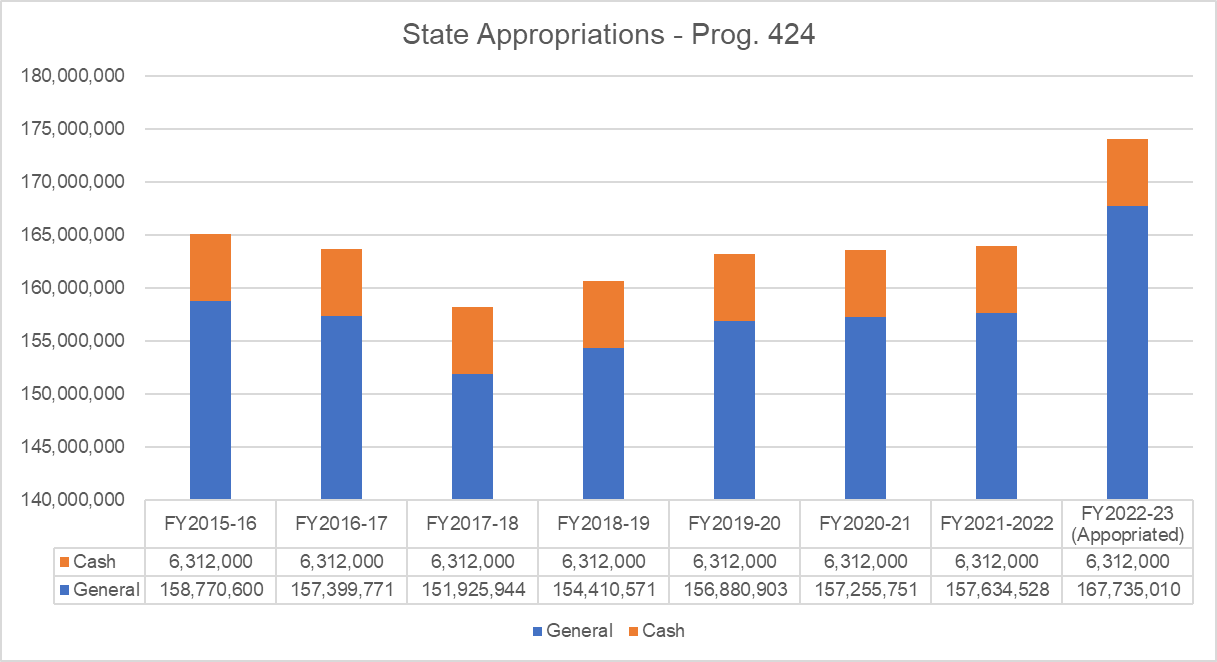 State Appropriations - Prog. 424
180,000,000
175,000,000
170,000,000
165,000,000
160,000,000
155,000,000
150,000,000
145,000,000
140,000,000
FY2015-16 FY2016-17 FY2017-18 FY2018-19 FY2019-20 FY2020-21 FY2021-2022 FY2022-23
(Appopriated)
Cash 6,312,000 6,312,000 6,312,000 6,312,000 6,312,000 6,312,000 6,312,000 6,312,000
General 158,770,600 157,399,771 151,925,944 154,410,571 156,880,903 157,255,751 157,634,528 167,735,010
General Cash